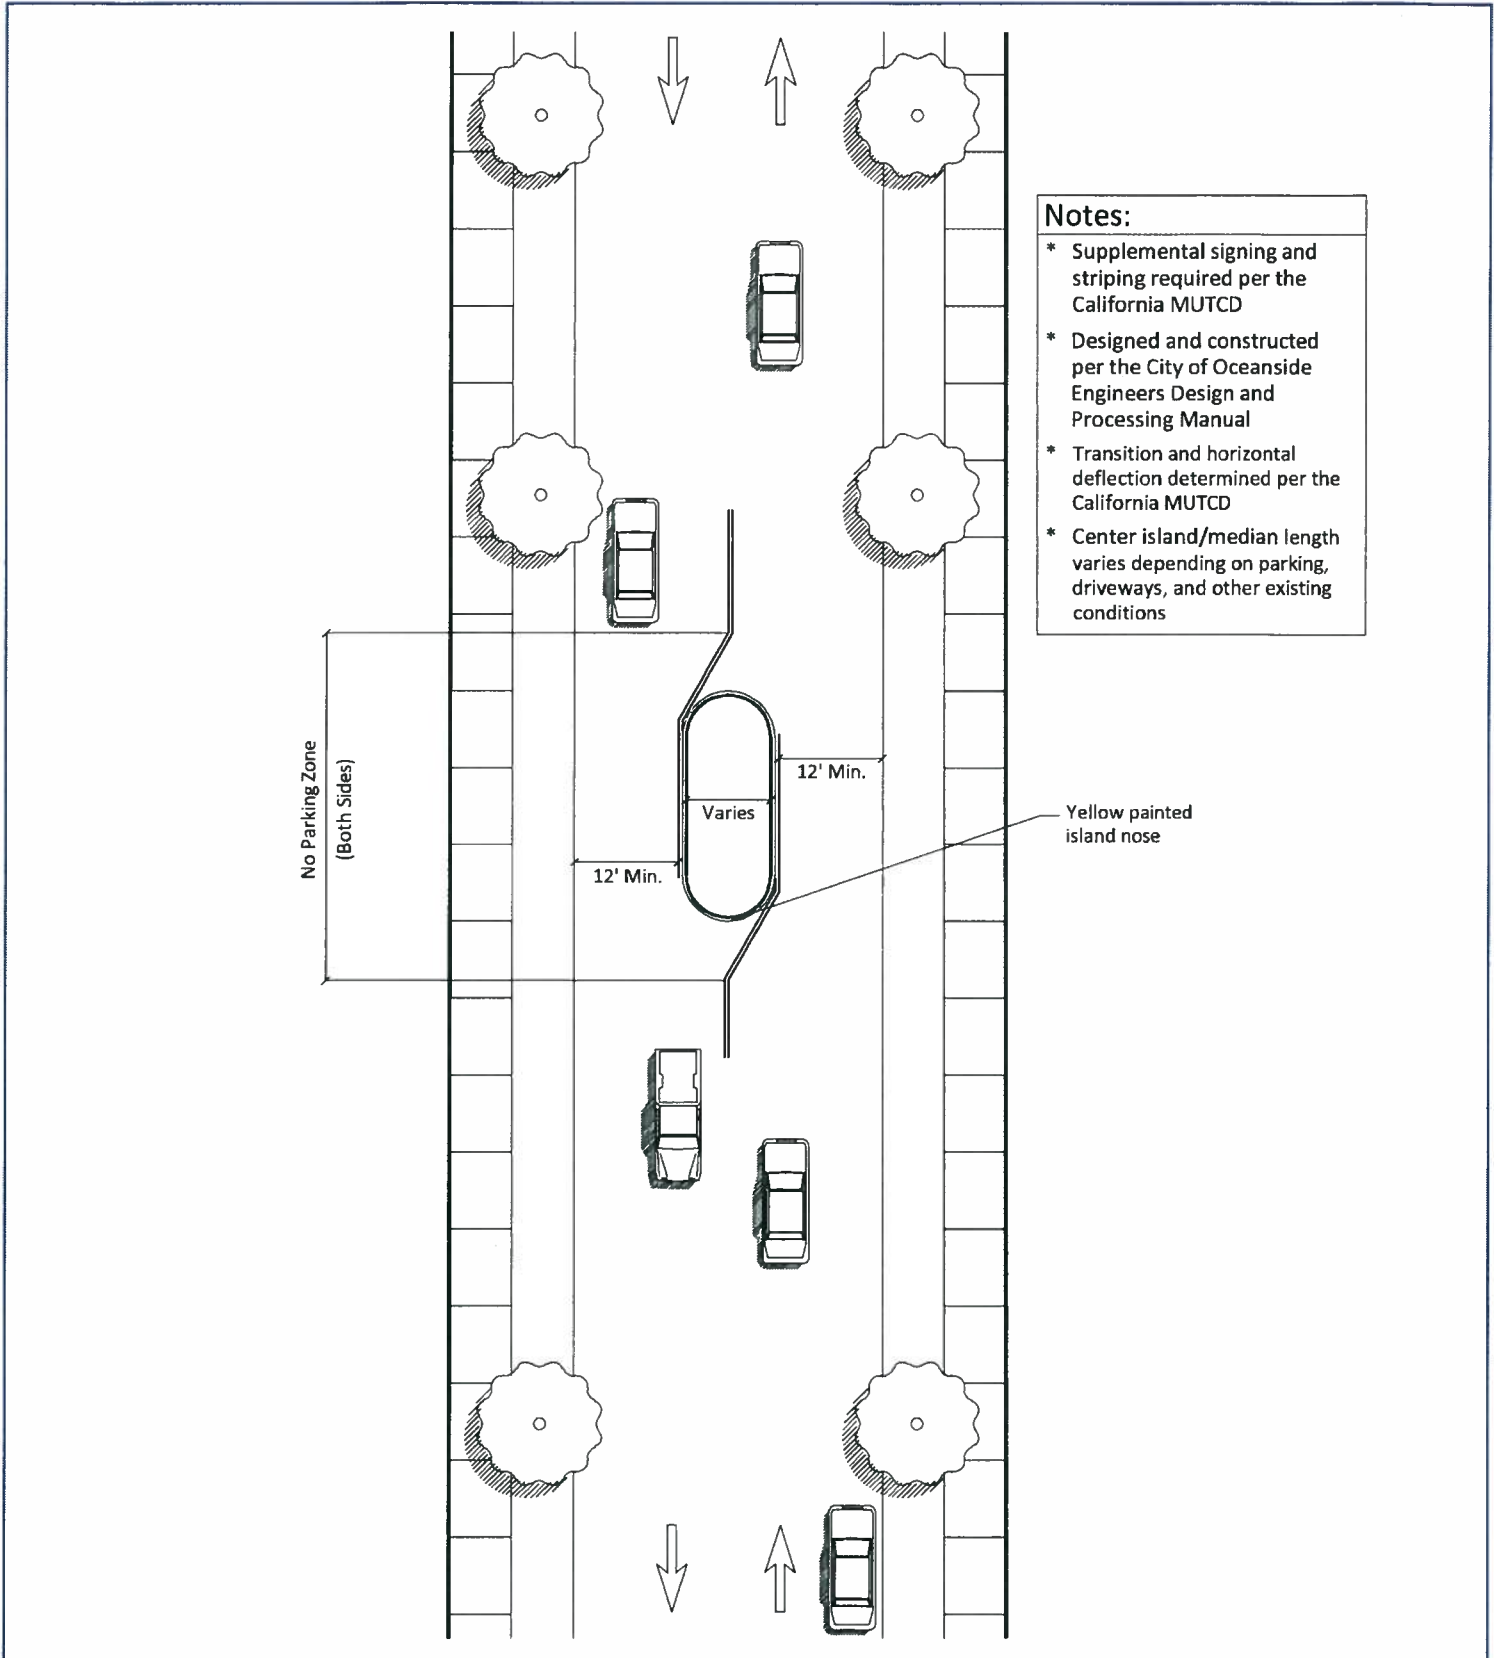 Notes:
* Supplemental signing and
striping required per the
California MUTCD
* Designed and constructed
per the City of Oceanside
Engineers Design and
Processing Manual
* Transition and horizontal
deflection determined per the
California MUTCD
* Center island/median length
varies depending on parking,
driveways, and other existing
conditions
No Parking Zone
(Both Sides)
12' Min.
Varies
12' Min.
Yellow painted
island nose